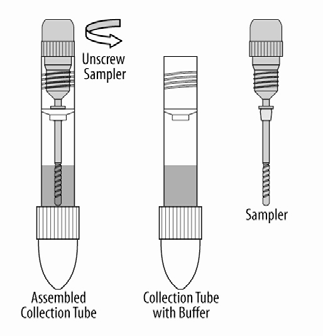 Unscrew
Sampler
Sampler
Assembled
Collection Tube
Collection Tube
with Buffer